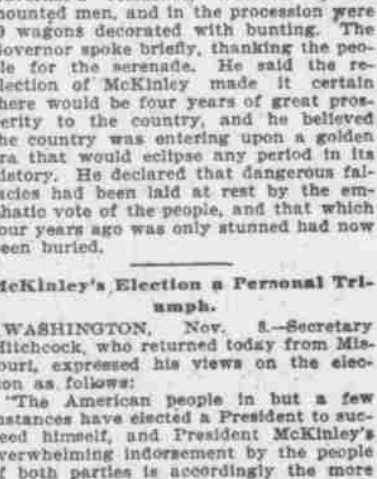 mounted men, and in the procession were
wagons decorated with bunting. The
Governor spoke briefly, thanking the peo-
ple for the serenade. He said the re-
election of McKinley made it certain
there would be four years of great pros-
perity to the country, and he believed
the country was entering upon a golden
era that would eclipse any period in its
history. He declared that dangerous fal-
lacies had been laid at rest by the em-
phatic vote of the people, and that which
four years ago was only stunned had now
been buried.
McKinley's Election a Personal Tri-
umph.
WASHINGTON, Nov. 8.—Secretary
Hitchcock, who returned today from Mis-
souri, expressed his views on the elec-
tion as follows:
"The American people in but a few
instances have elected a President to suc-
ceed himself, and President McKinley's
overwhelming indorsement by the people
of both parties is accordingly the more